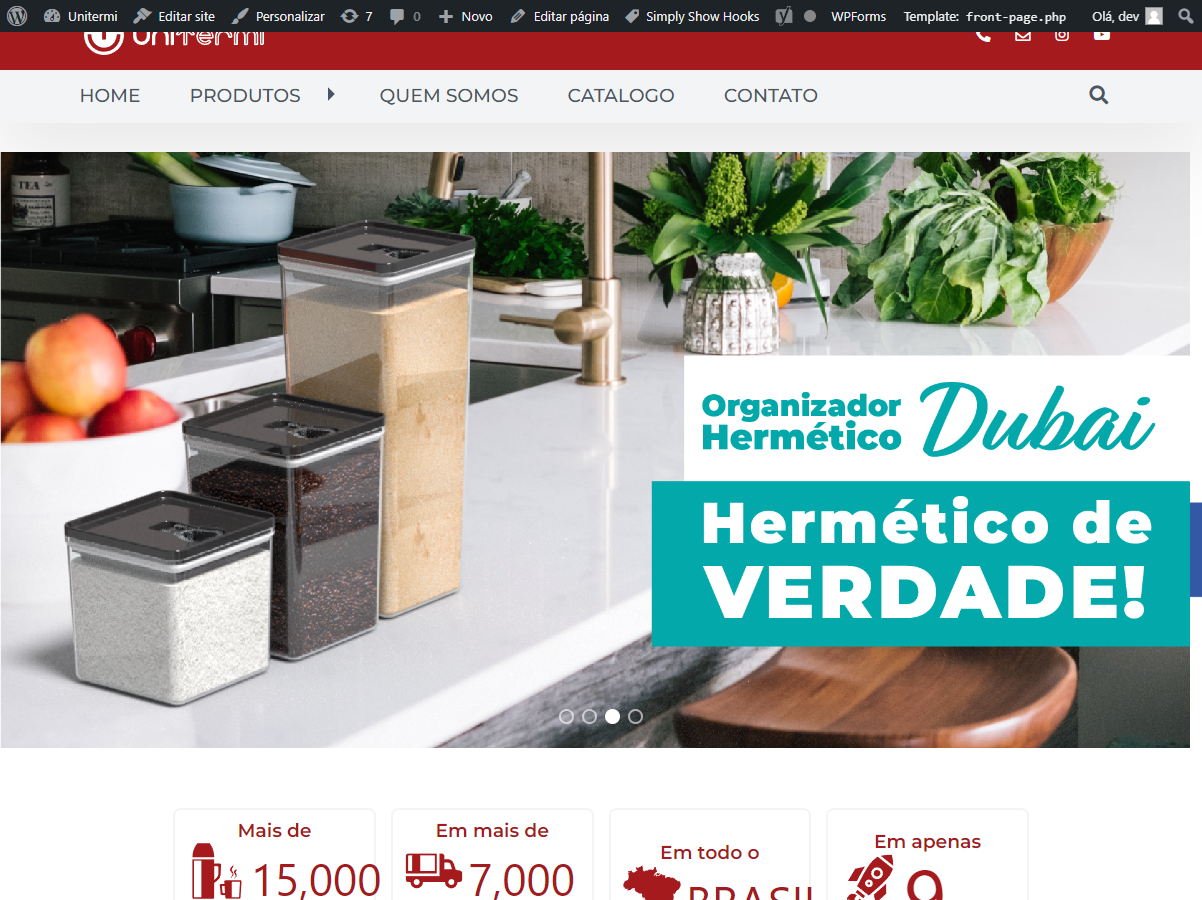 Unitermi
Editar site
Personalizar
7
0
Novo
Editar página
Simply Show Hooks
WPForms
Template: front-page.php
Olá, dev
unitermi
HOME
PRODUTOS
QUEM SOMOS
CATALOGO
CONTATO
TEA
Organizador
Hermético
Dubai
Hermético de
VERDADE!
Mais de
15,000
Em mais de
7,000
Em todo o
BRASIL
Em apenas